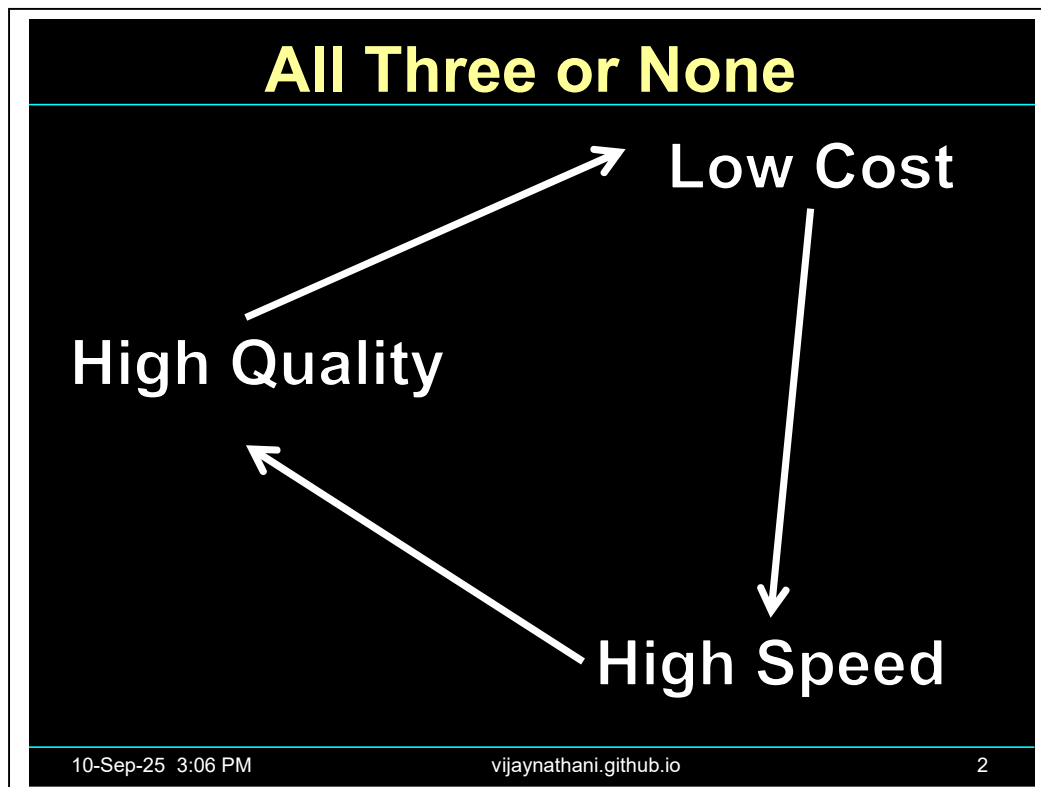 All Three or None
Low Cost
High Quality
High Speed
10-Sep-25 3:06 PM vijaynathani.github.io 2